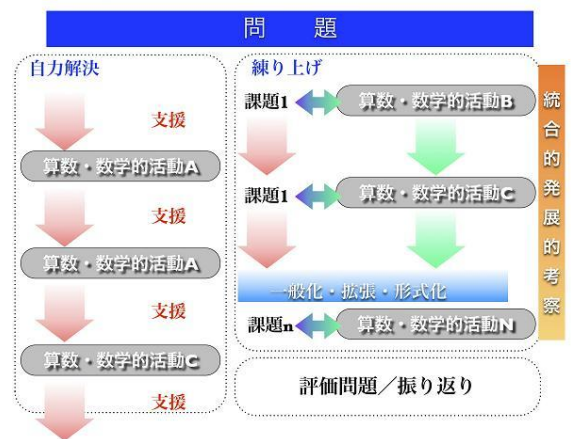 問 題
自力解決
支援
算数・数学的活動A
支援
算数・数学的活動A
支援
算数・数学的活動C
支援
練り上げ
課題1
算数・数学的活動B
課題1
算数・数学的活動C
一般化・拡張・形式化
課題n
算数・数学的活動N
統合的発展的考察
評価問題／振り返り